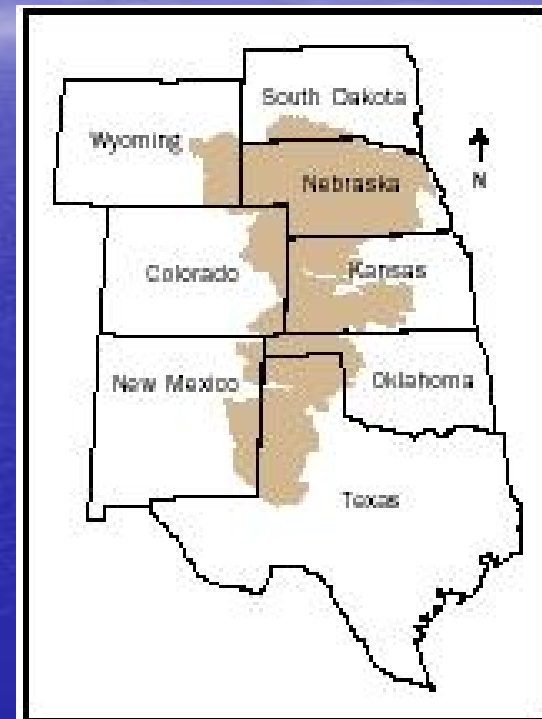 South Dakota
Wyoming
Nebraska
N
Colorado
Kansas
New Mexico
Oklahoma
Texas